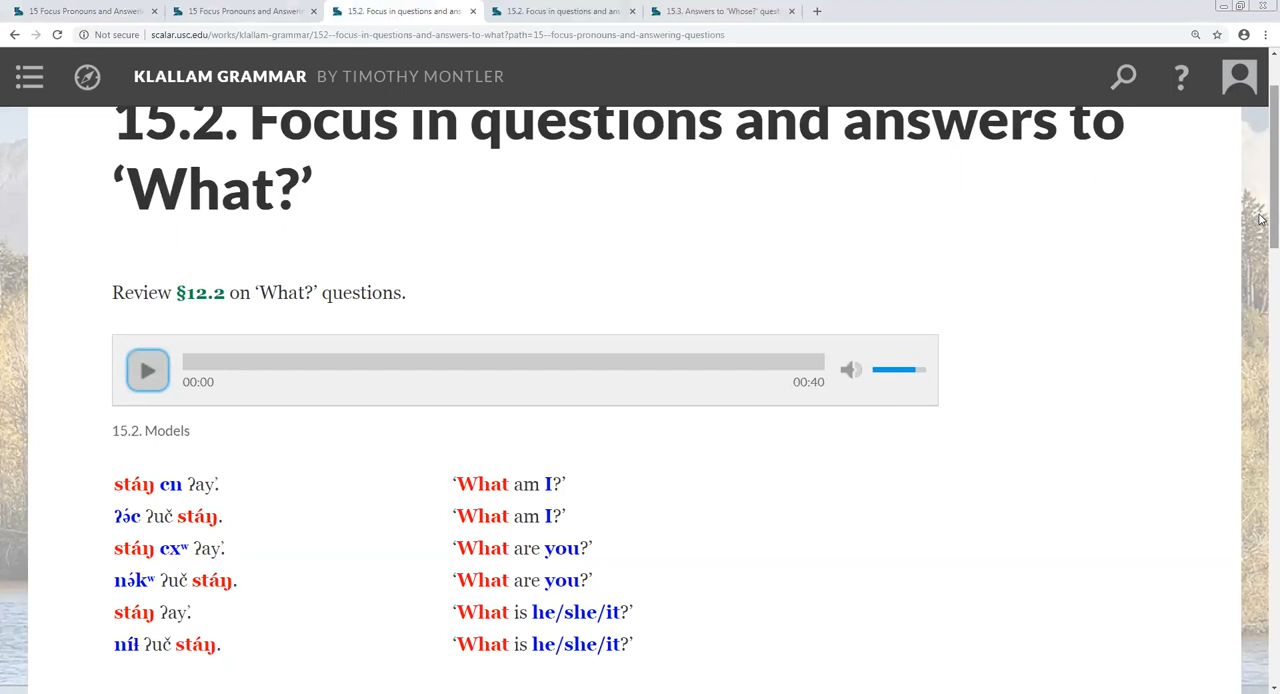 15 Focus Pronouns and Answeri
15 Focus Pronouns and Answerin
15.2. Focus in questions and ans
15.2. Focus in questions and an
15.3. Answers to 'Whose?' quest
Not secure | scalar.usc.edu/works/klallam-grammar/152--focus-in-questions-and-answers-to-what?path=15--focus-pronouns-and-answering-questions
KLALLAM GRAMMAR BY TIMOTHY MONTLER
15.2. Focus in questions and answers to
‘What?’
Review §12.2 on ‘What?’ questions.
00:00
00:40
15.2. Models
stáŋ cn ʔay̓. ‘What am I?’
ʔə́c ʔuč stáŋ. ‘What am I?’
stáŋ cxʷ ʔay̓. ‘What are you?’
nə́kʷ ʔuč stáŋ. ‘What are you?’
stáŋ ʔay̓. ‘What is he/she/it?’
níɬ ʔuč stáŋ. ‘What is he/she/it?’